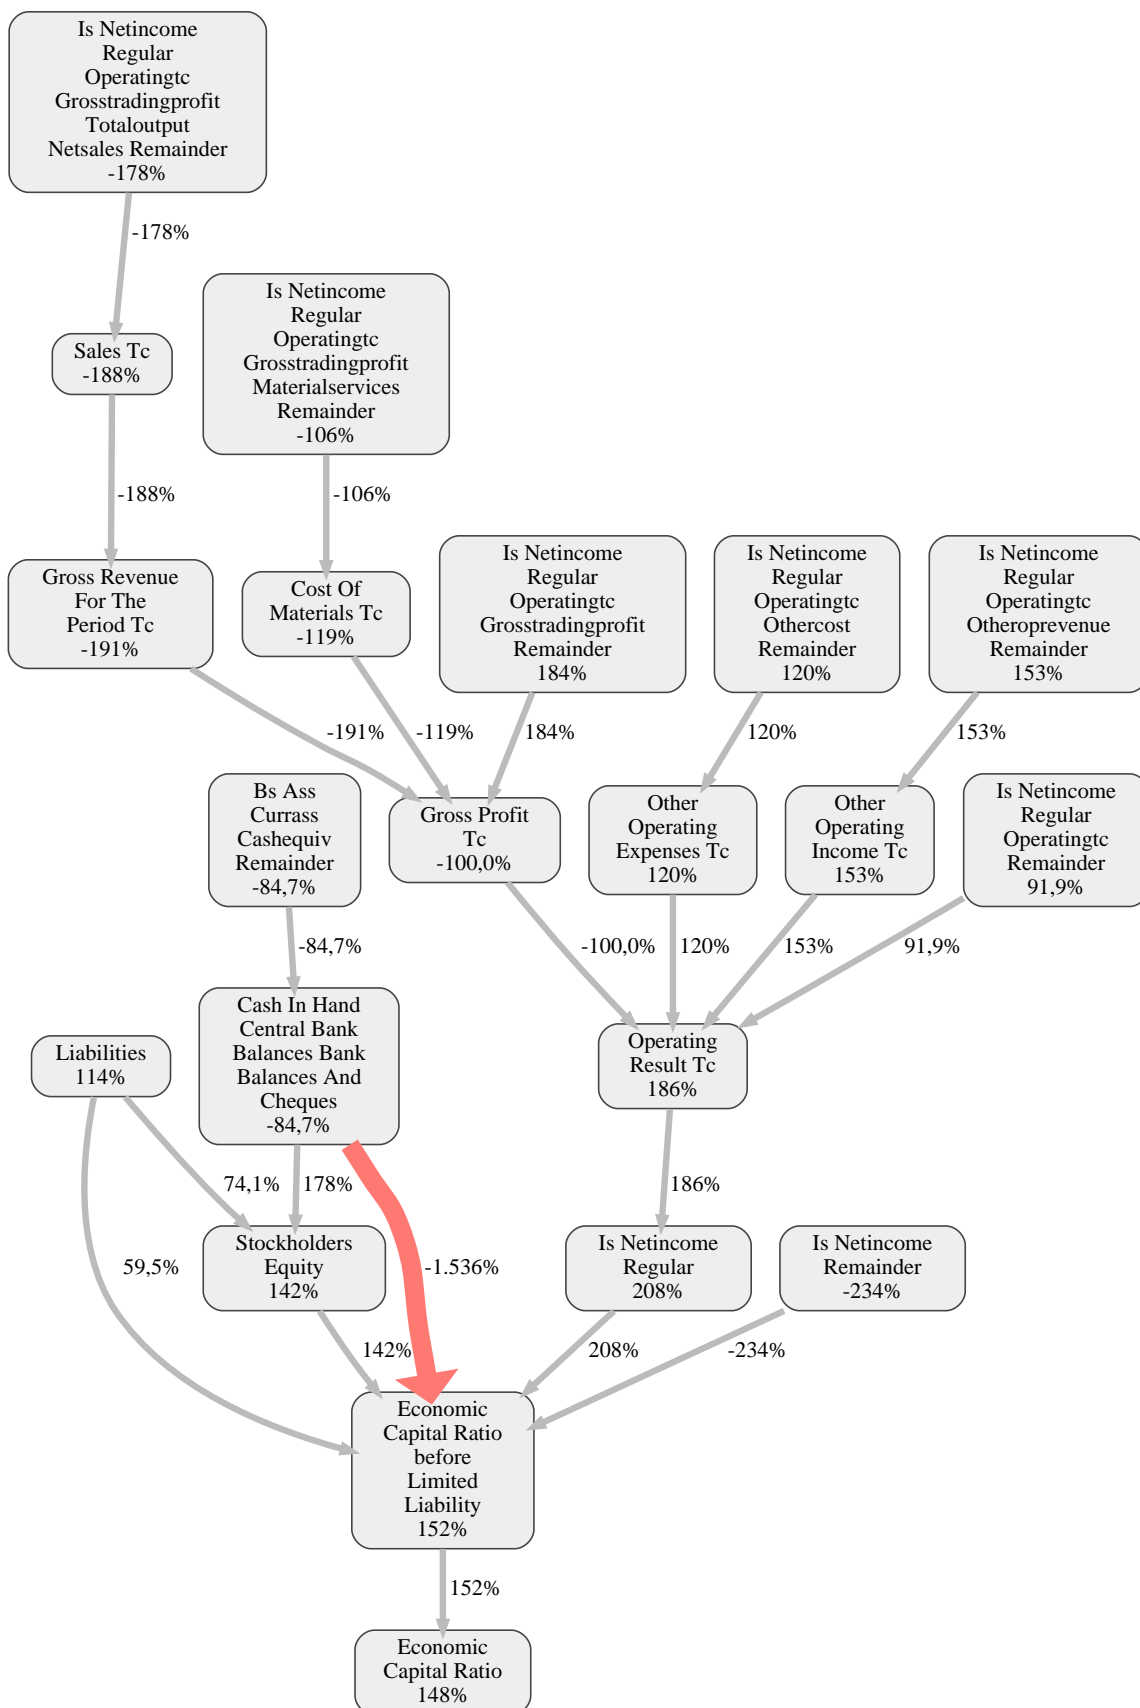 Is Netincome
Regular
Operatingtc
Grosstradingprofit
Totaloutput
Netsales Remainder
-178%
-178%
Sales Tc
-188%
Is Netincome
Regular
Operatingtc
Grosstradingprofit
Materialservices
Remainder
-106%
-188%
-106%
Gross Revenue
For The
Period Tc
-191%
Cost Of
Materials Tc
-119%
Is Netincome
Regular
Operatingtc
Grosstradingprofit
Remainder
184%
Is Netincome
Regular
Operatingtc
Othercost
Remainder
120%
Is Netincome
Regular
Operatingtc
Otheroprevenue
Remainder
153%
-191%
-119%
184%
120%
153%
Bs Ass
Currass
Cashequiv
Remainder
-84,7%
Gross Profit
Tc
-100,0%
Other
Operating
Expenses Tc
120%
Other
Operating
Income Tc
153%
Is Netincome
Regular
Operatingtc
Remainder
91,9%
-84,7%
-100,0%
120%
153%
91,9%
Liabilities
114%
Cash In Hand
Central Bank
Balances Bank
Balances And
Cheques
-84,7%
Operating
Result Tc
186%
74,1%
178%
186%
59,5%
Stockholders
Equity
142%
-1.536%
Is Netincome
Regular
208%
Is Netincome
Remainder
-234%
142%
208%
-234%
Economic
Capital Ratio
before
Limited
Liability
152%
152%
Economic
Capital Ratio
148%